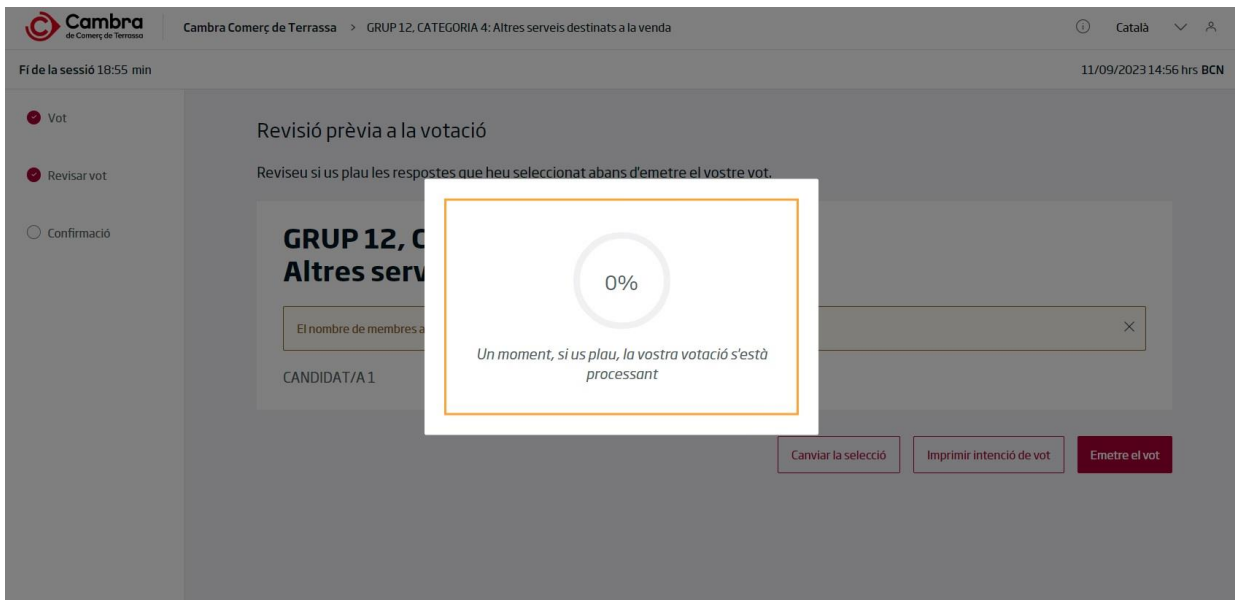 Cambra
de Comerç de Terrassa
Cambra Comerç de Terrassa > GRUP 12, CATEGORIA 4: Altres serveis destinats a la venda
Català
Fí de la sessió 18:55 min
11/09/2023 14:56 hrs BCN
Vot
Revisar vot
Confirmació
Revisió prèvia a la votació
Reviseu si us plau les respostes que heu seleccionat abans d'emetre el vostre vot.
GRUP 12, C
Altres serv
El nombre de membres a
CANDIDAT/A 1
0%
Un moment, si us plau, la vostra votació s'està
processant
Canviar la selecció
Imprimir intenció de vot
Emetre el vot